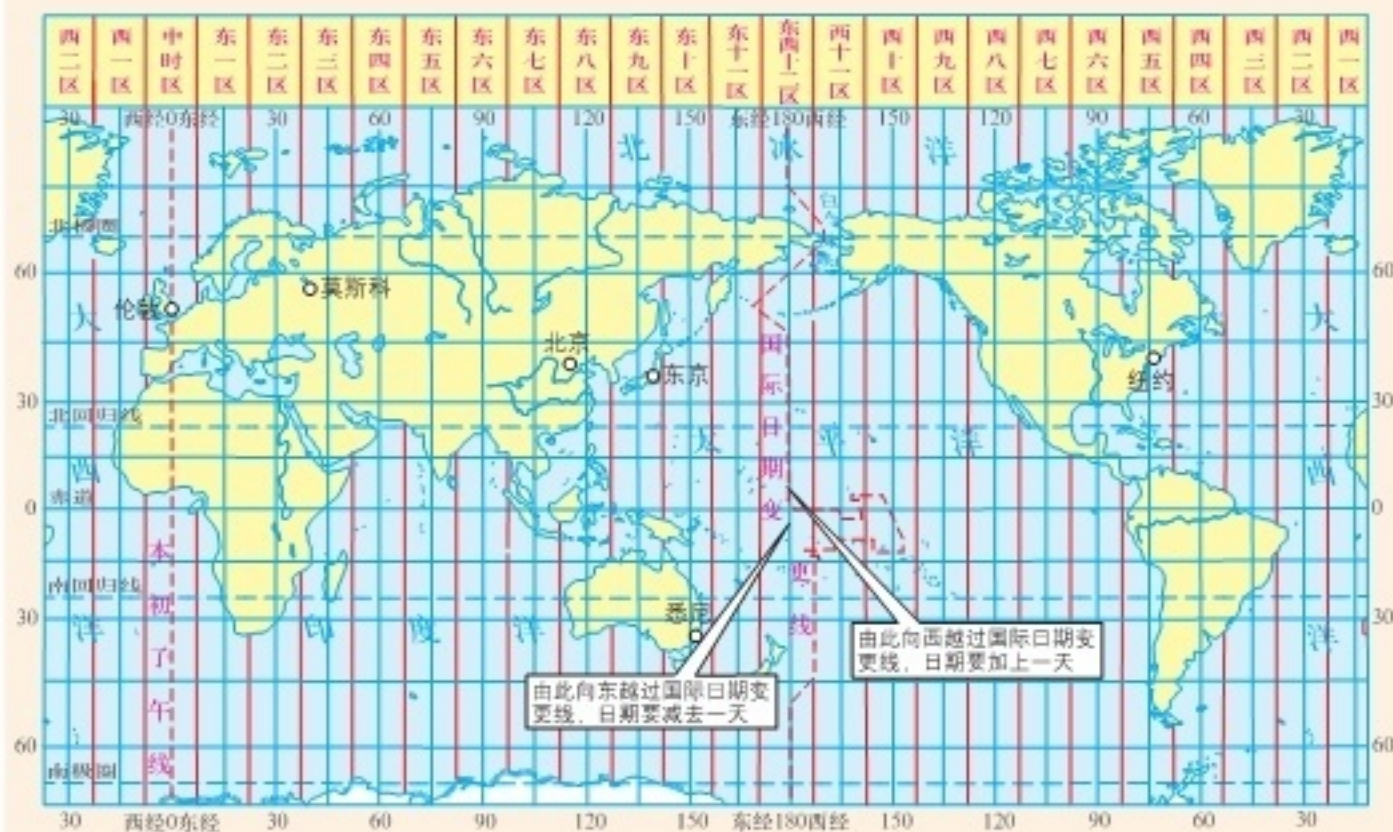 西二区 西一区 中时区 东一区 东二区 东三区 东四区 东五区 东六区 东七区 东八区 东九区 东十区 东十一区 东西十二区 西十一区 西十区 西九区 西八区 西七区 西六区 西五区 西四区 西三区 西二区 西一区
30 西经0东经 30 60 90 120 150 东经180西经 150 120 90 60 30
北冰洋
北极圈
60 60
莫斯科
伦敦
大西洋
大西洋
北京
东京
纽约
国际日期变更线
30 30
北回归线
太平洋
赤道
0 0
本初子午线
南回归线
悉尼
30
印度洋
由此向西越过国际日期变
更线，日期要加上一天
由此向东越过国际日期变
更线，日期要减去一天
60 60
南极圈
30 西经0东经 30 60 90 120 150 东经180西经 150 120 90 60 30